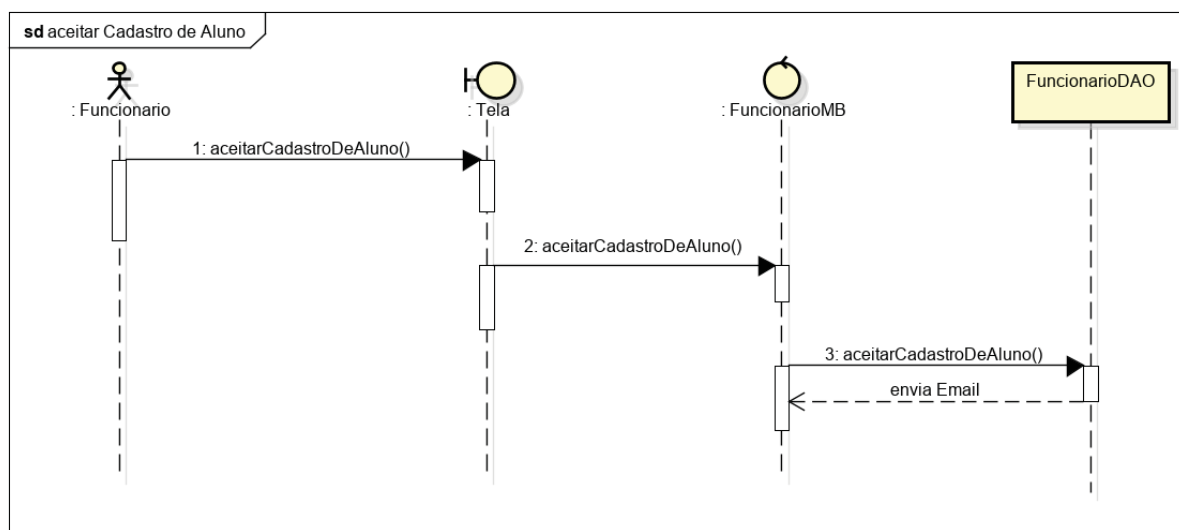 sd aceitar Cadastro de Aluno
: Funcionario
: Tela
: FuncionarioMB
FuncionarioDAO
1: aceitarCadastroDeAluno()
2: aceitarCadastroDeAluno()
3: aceitarCadastroDeAluno()
envia Email